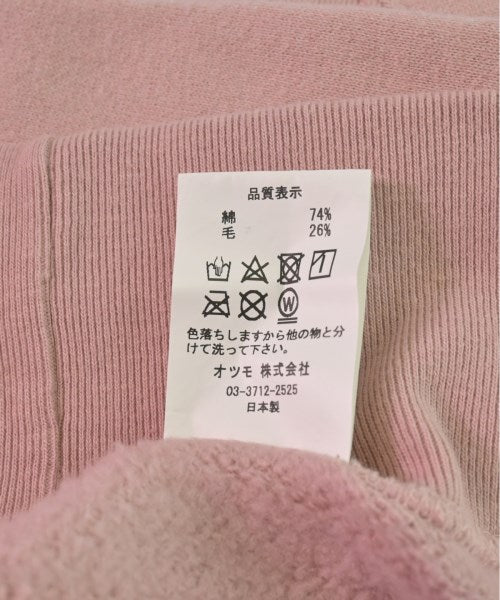 品質表示
綿 74%
毛 26%
W
色落ちしますから他の物と分
けて洗って下さい。
オツモ 株式会社
03-3712-2525
日本製